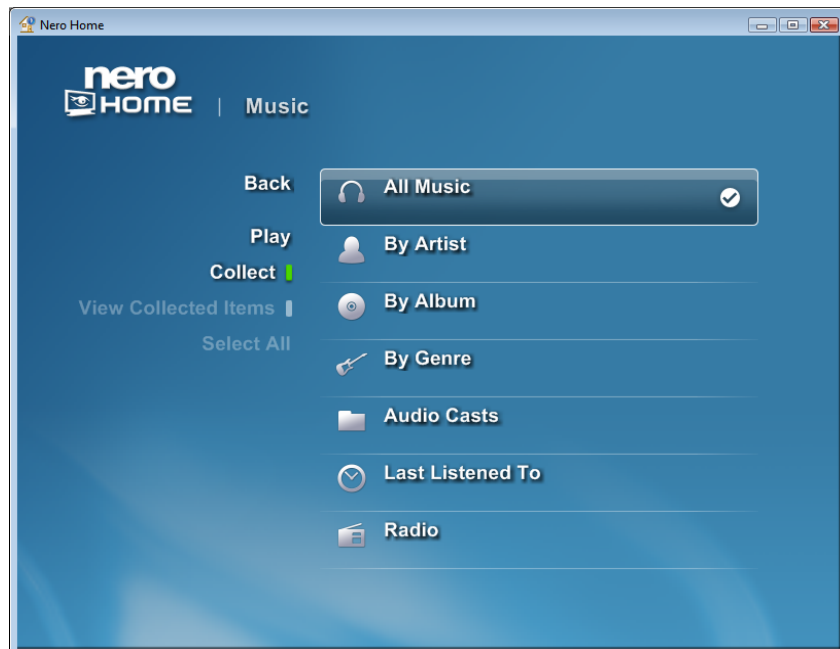 Nero Home
nero
HOME | Music
Back
Play
Collect
View Collected Items
Select All
All Music
By Artist
By Album
By Genre
Audio Casts
Last Listened To
Radio